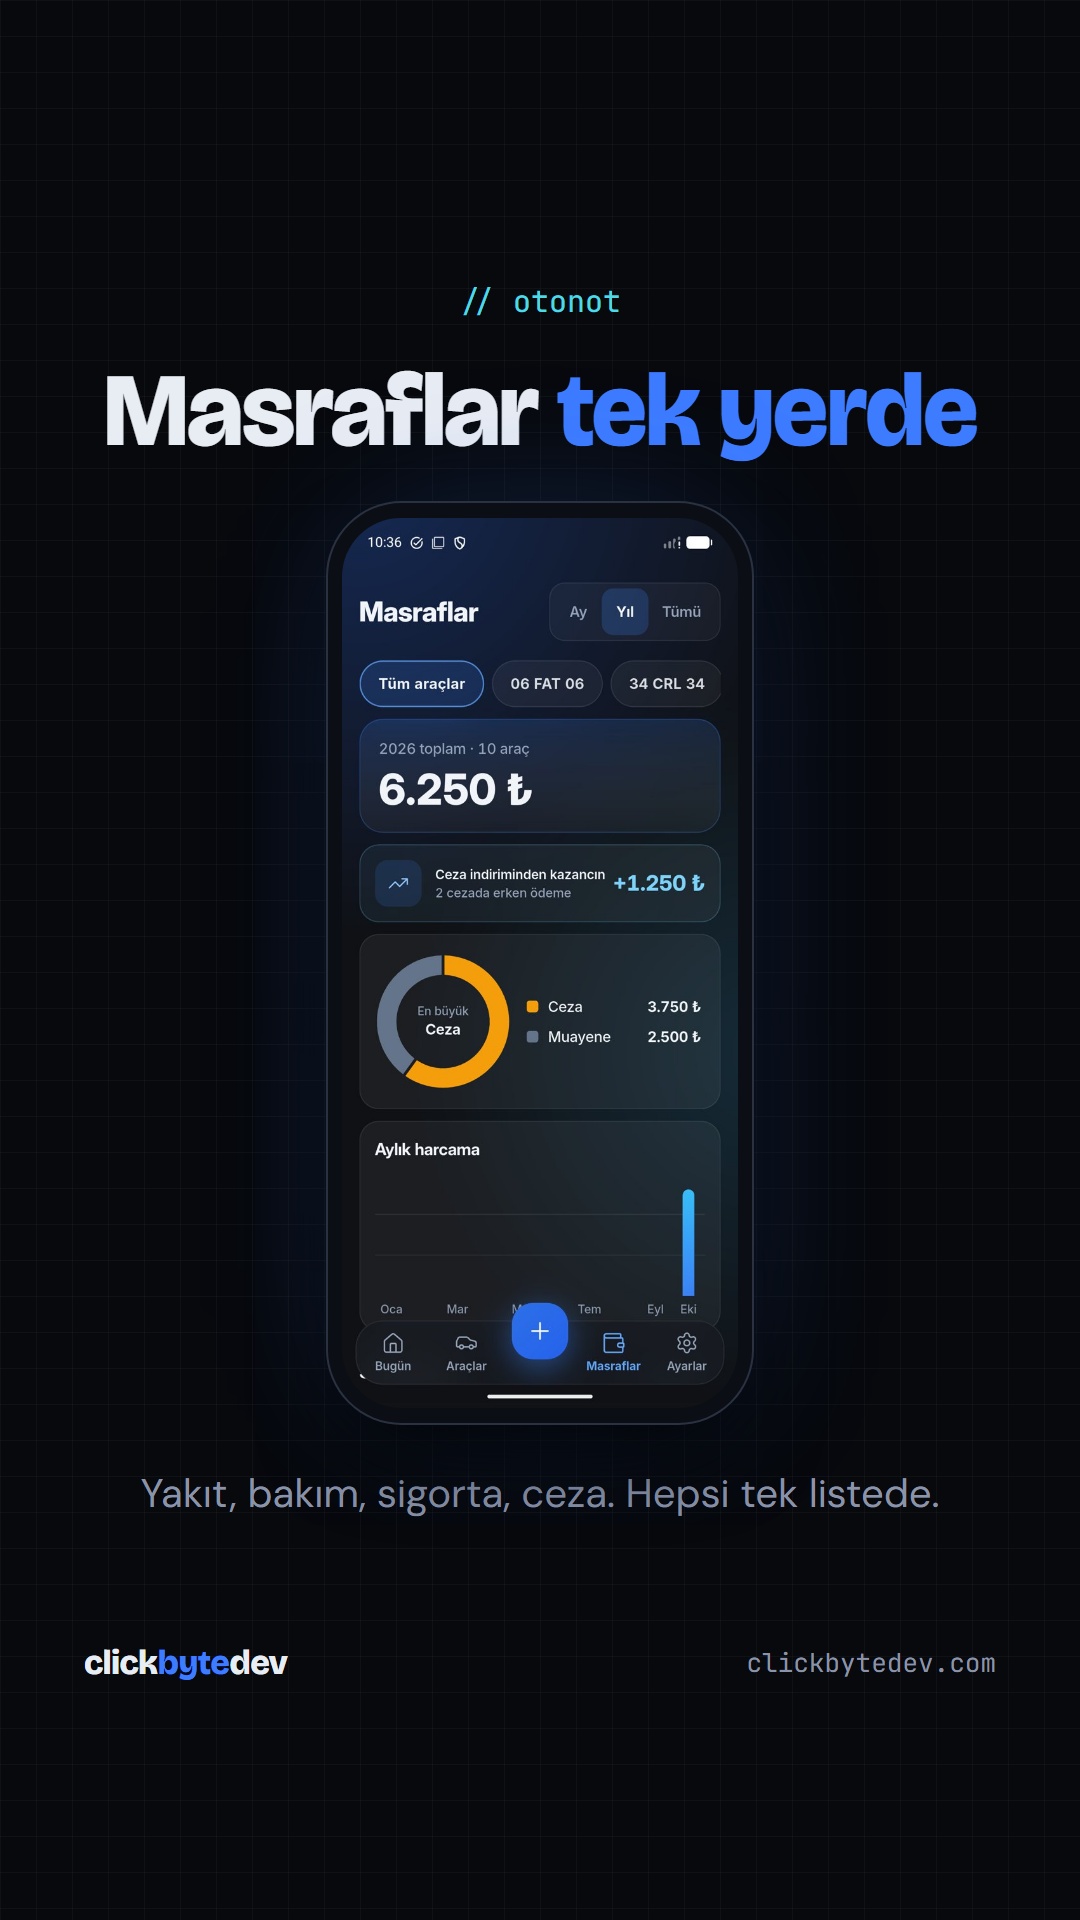 // otonot
Masraflar tek yerde
10:36
Masraflar
Ay Yıl Tümü
Tüm araçlar 06 FAT 06 34 CRL 34
2026 toplam · 10 araç
6.250 ₺
Ceza indiriminden kazancın
2 cezada erken ödeme
+1.250 ₺
En büyük
Ceza
Ceza 3.750 ₺
Muayene 2.500 ₺
Aylık harcama
Oca Mar Tem Eyl Eki
Bugün Araçlar Masraflar Ayarlar
Yakıt, bakım, sigorta, ceza. Hepsi tek listede.
clickbytedev
clickbytedev.com